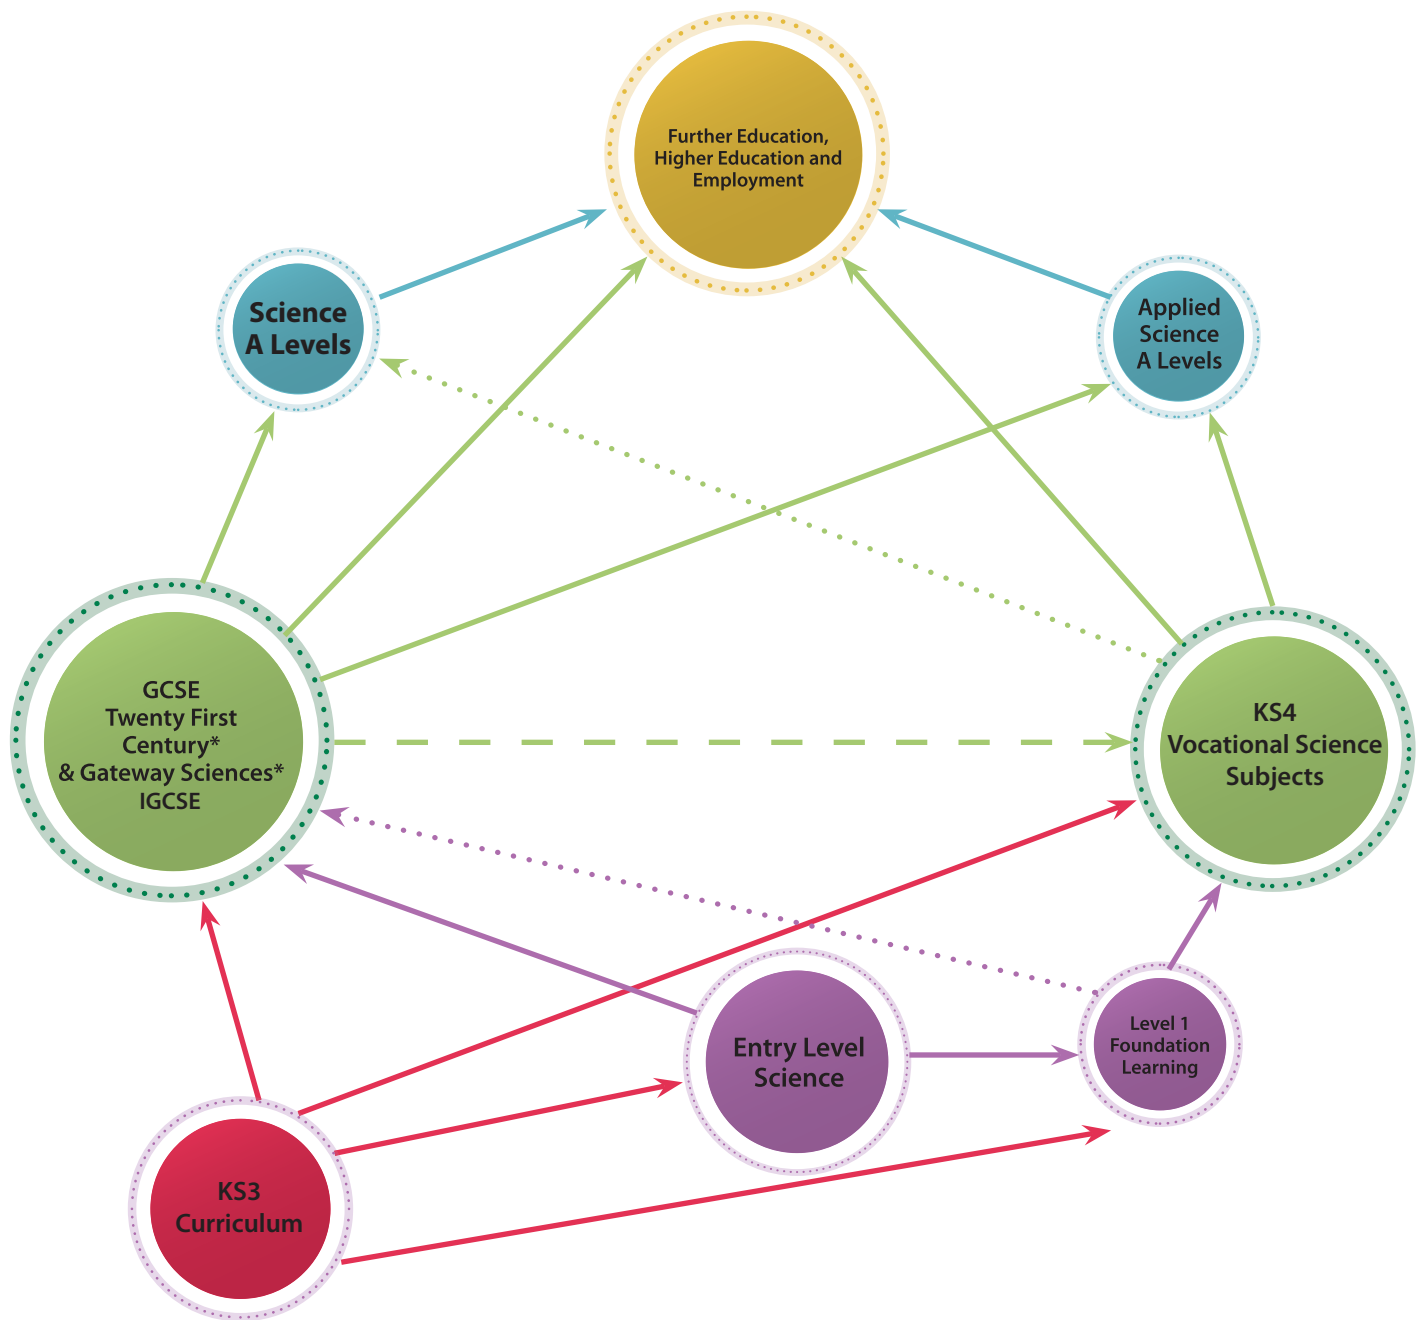 Further Education,
Higher Education and
Employment
Science
A Levels
Applied
Science
A Levels
GCSE
Twenty First
Century*
& Gateway Sciences*
IGCSE
KS4
Vocational Science
Subjects
Entry Level
Science
Level 1
Foundation
Learning
KS3
Curriculum